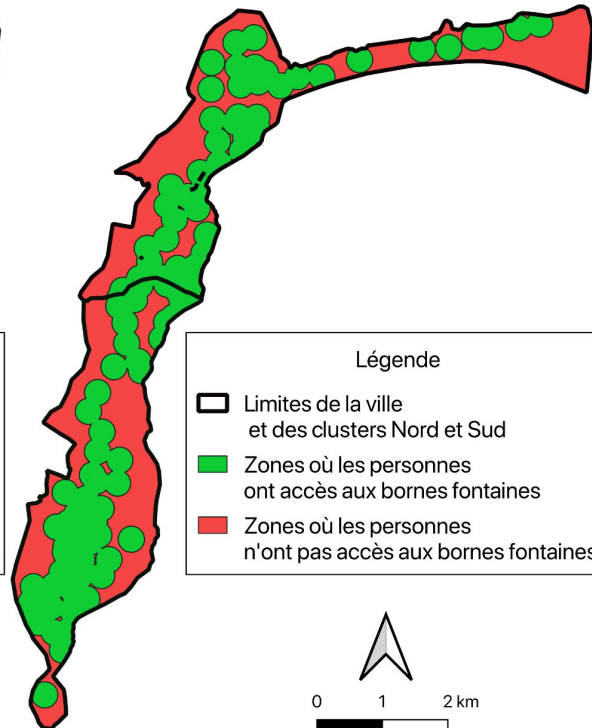 Légende
Limites de la ville
et des clusters Nord et Sud
Zones où les personnes
ont accès aux bornes fontaines
Zones où les personnes
n'ont pas accès aux bornes fontaines
0 1 2 km